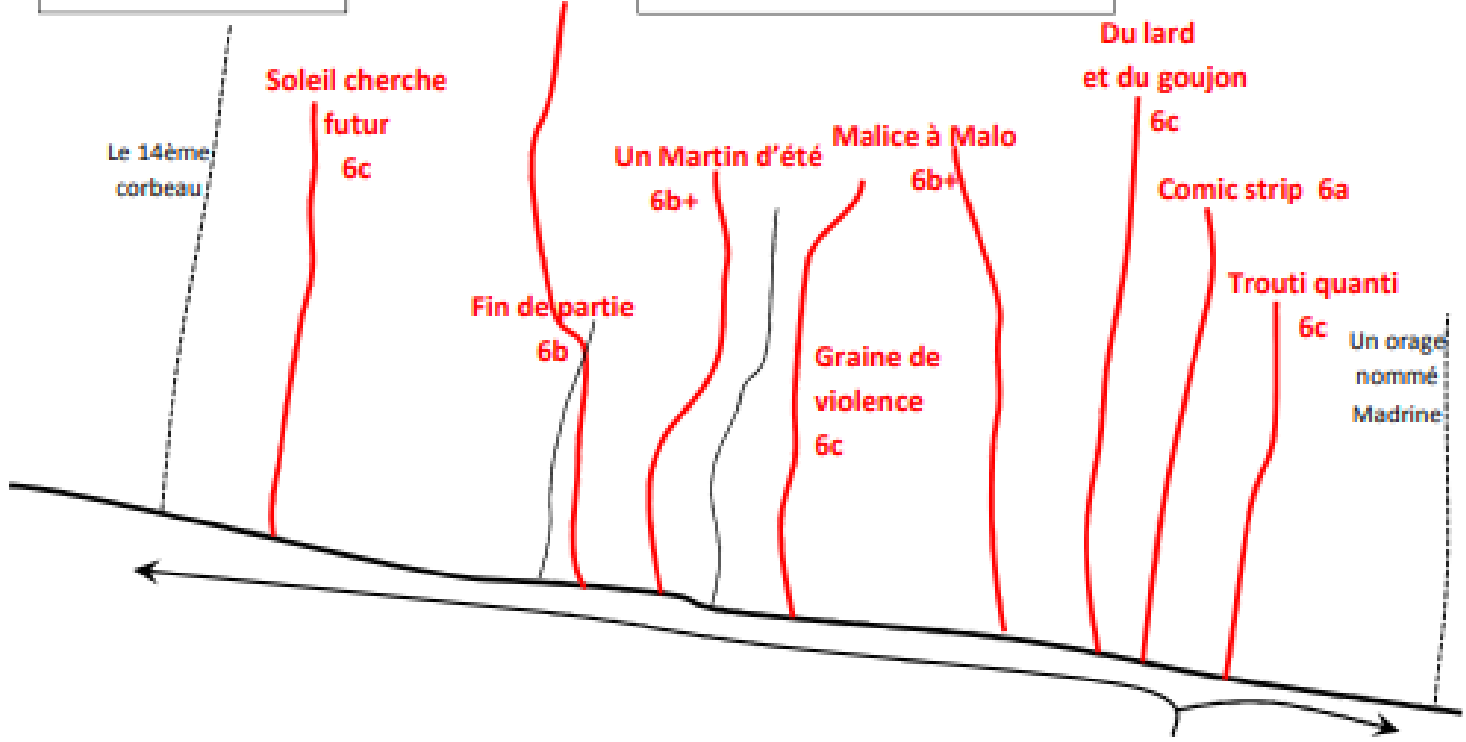 Le 14ème
corbeau
Soleil cherche
futur
6c
Fin de partie
6b
Un Martin d'été
6b+
Graine de
violence
6c
Malice à Malo
6b+
Du lard
et du goujon
6c
Comic strip 6a
Trouti quanti
6c
Un orage
nommé
Madrine